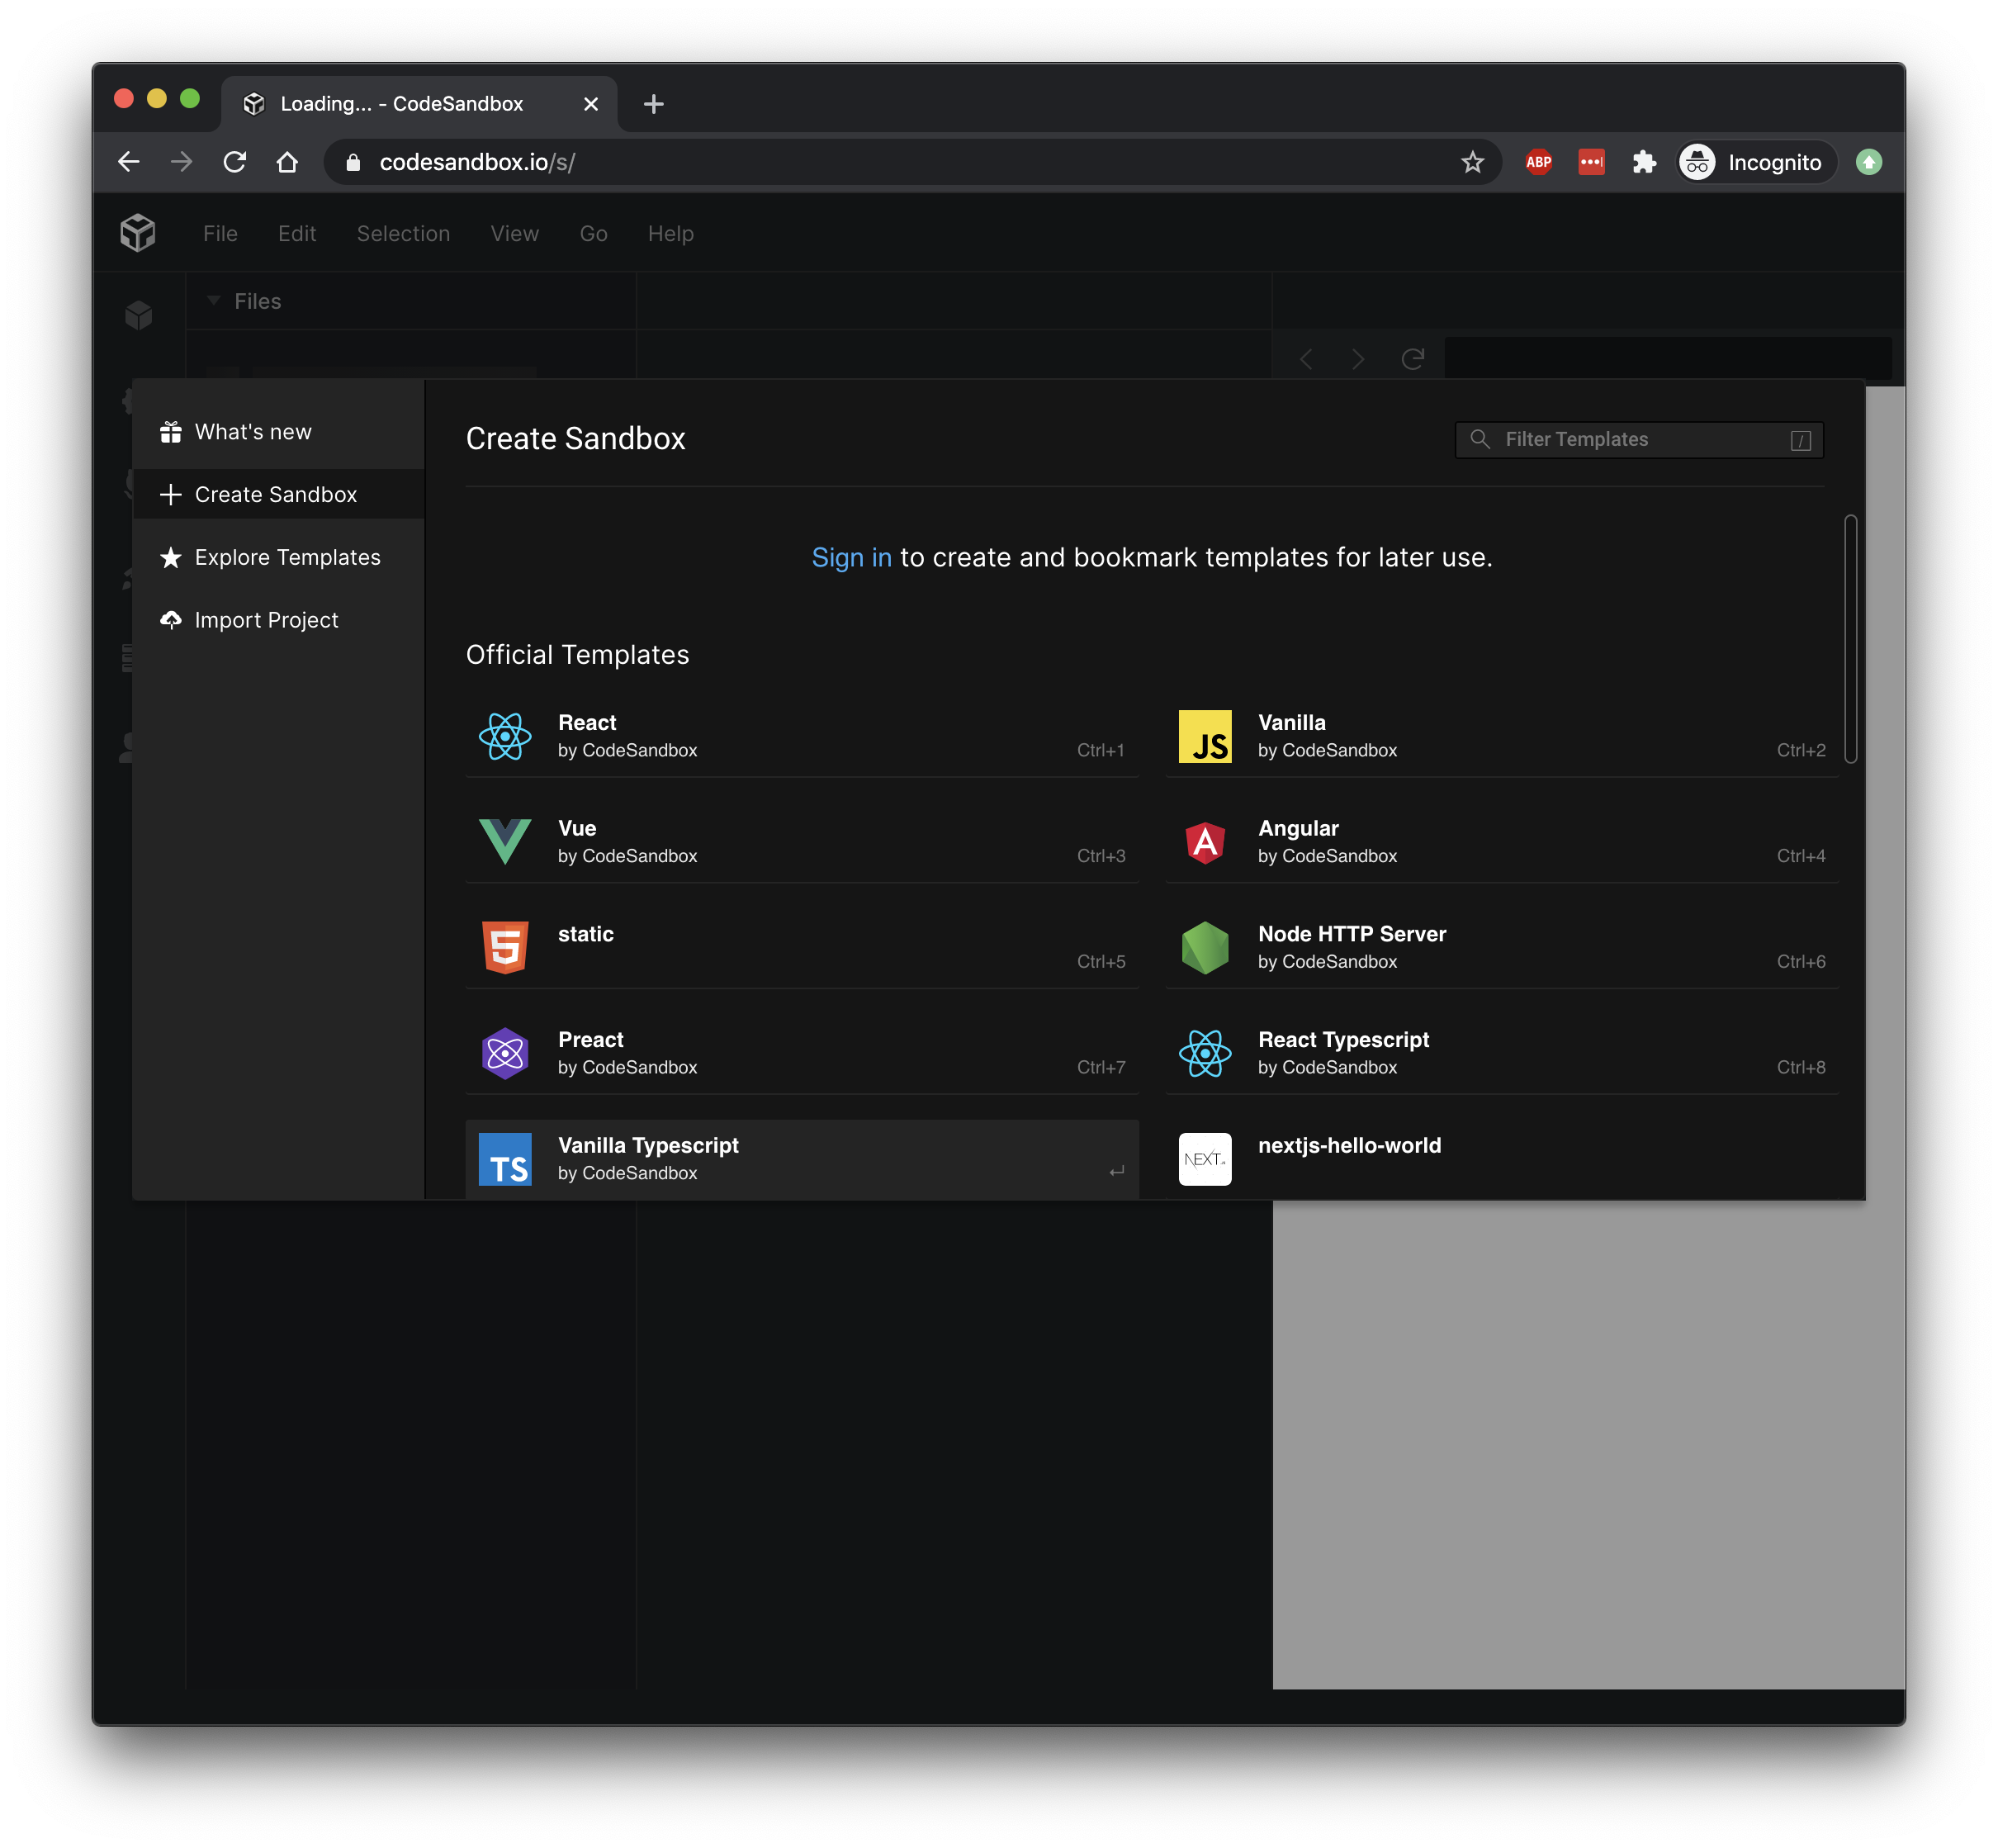 Loading... - CodeSandbox
codesandbox.io/s/
ABP
Incognito
File Edit Selection View Go Help
Files
What's new
Create Sandbox
Explore Templates
Import Project
Create Sandbox
Filter Templates
/
Sign in to create and bookmark templates for later use.
Official Templates
React
by CodeSandbox
Ctrl+1
JS
Vanilla
by CodeSandbox
Ctrl+2
Vue
by CodeSandbox
Ctrl+3
A
Angular
by CodeSandbox
Ctrl+4
5
static
Ctrl+5
Node HTTP Server
by CodeSandbox
Ctrl+6
Preact
by CodeSandbox
Ctrl+7
React Typescript
by CodeSandbox
Ctrl+8
TS
Vanilla Typescript
by CodeSandbox
NEXT
nextjs-hello-world